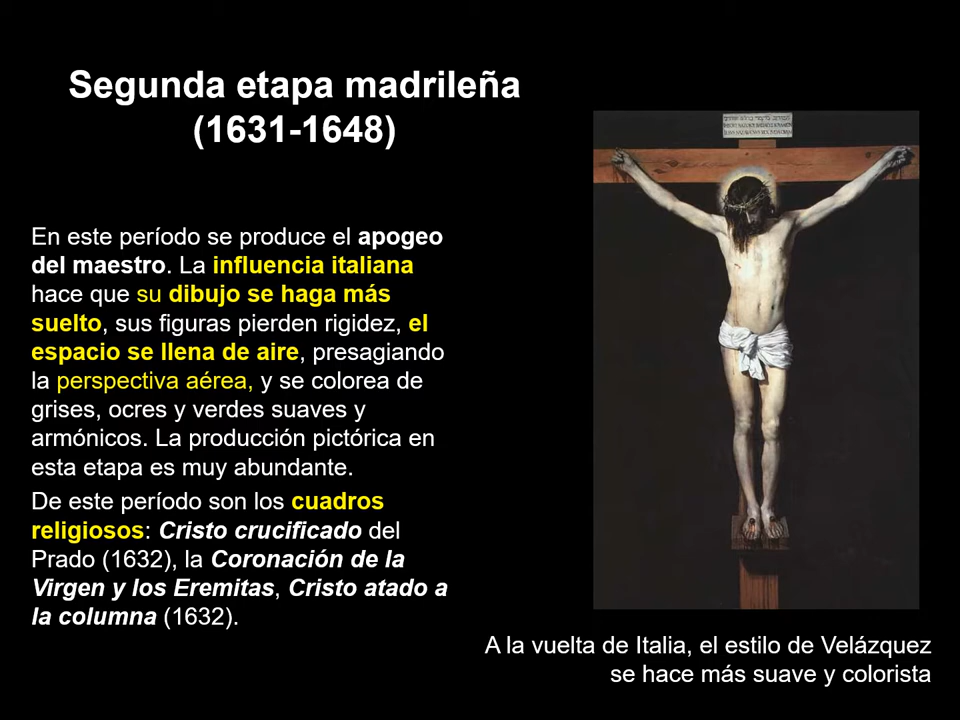 Segunda etapa madrileña
(1631-1648)
En este período se produce el apogeo
del maestro. La influencia italiana
hace que su dibujo se haga más
suelto, sus figuras pierden rigidez, el
espacio se llena de aire, presagiando
la perspectiva aérea, y se colorea de
grises, ocres y verdes suaves y
armónicos. La producción pictórica en
esta etapa es muy abundante.
De este período son los cuadros
religiosos: Cristo crucificado del
Prado (1632), la Coronación de la
Virgen y los Eremitas, Cristo atado a
la columna (1632).
A la vuelta de Italia, el estilo de Velázquez
se hace más suave y colorista